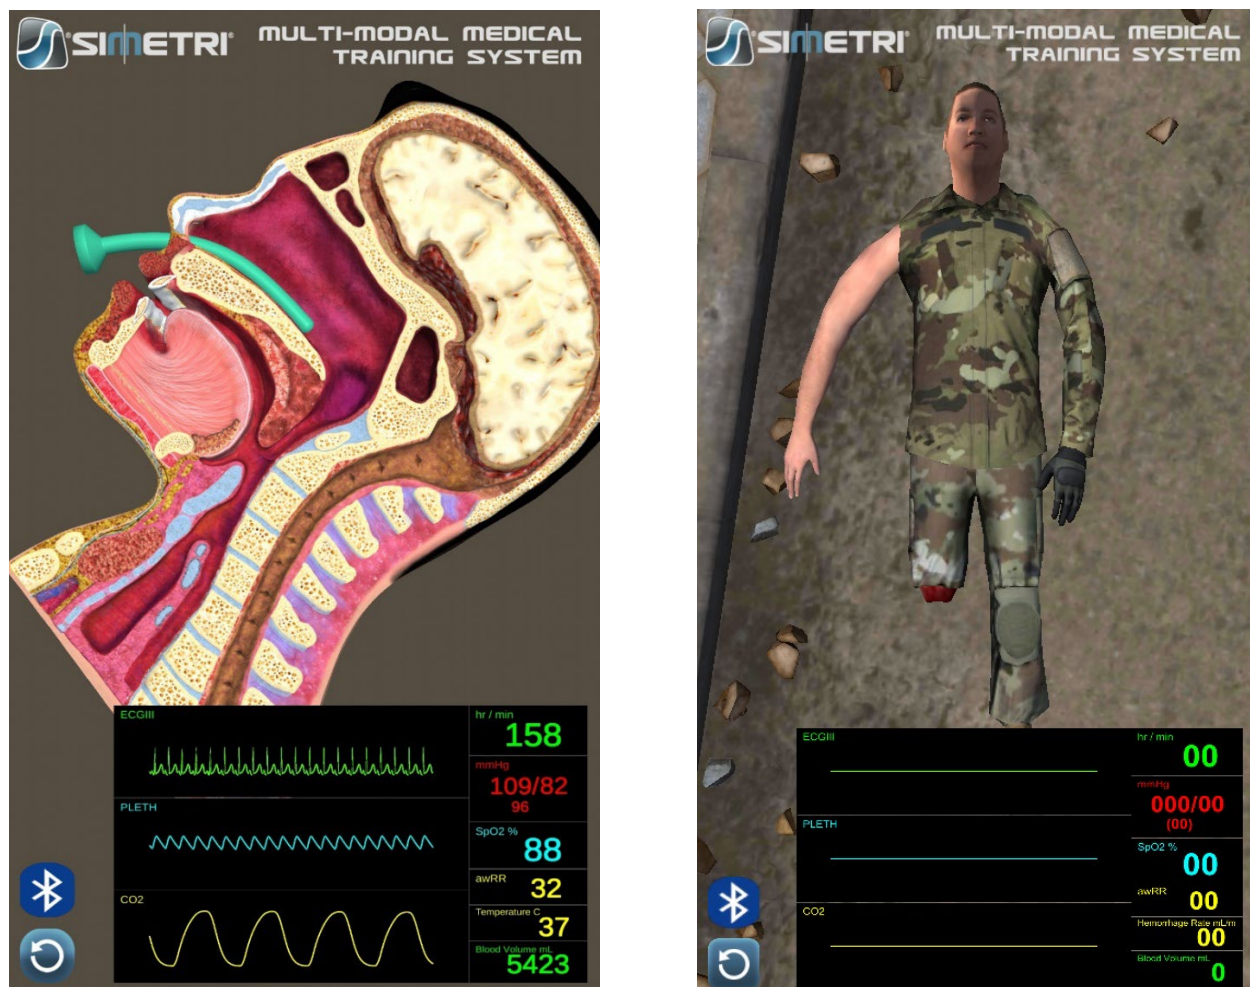 SIMETRI
MULTI-MODAL MEDICAL
TRAINING SYSTEM
ECGIII
PLETH
CO2
hr / min
158
mmHg
109/82
96
SpO2 %
88
awRR
32
Temperature C
37
Blood Volume mL
5423
SIMETRI
MULTI-MODAL MEDICAL
TRAINING SYSTEM
ECGIII
PLETH
CO2
hr / min
00
mmHg
000/00
(00)
SpO2 %
00
awRR
00
Hemorrhage Rate mL/m
00
Blood Volume mL
0